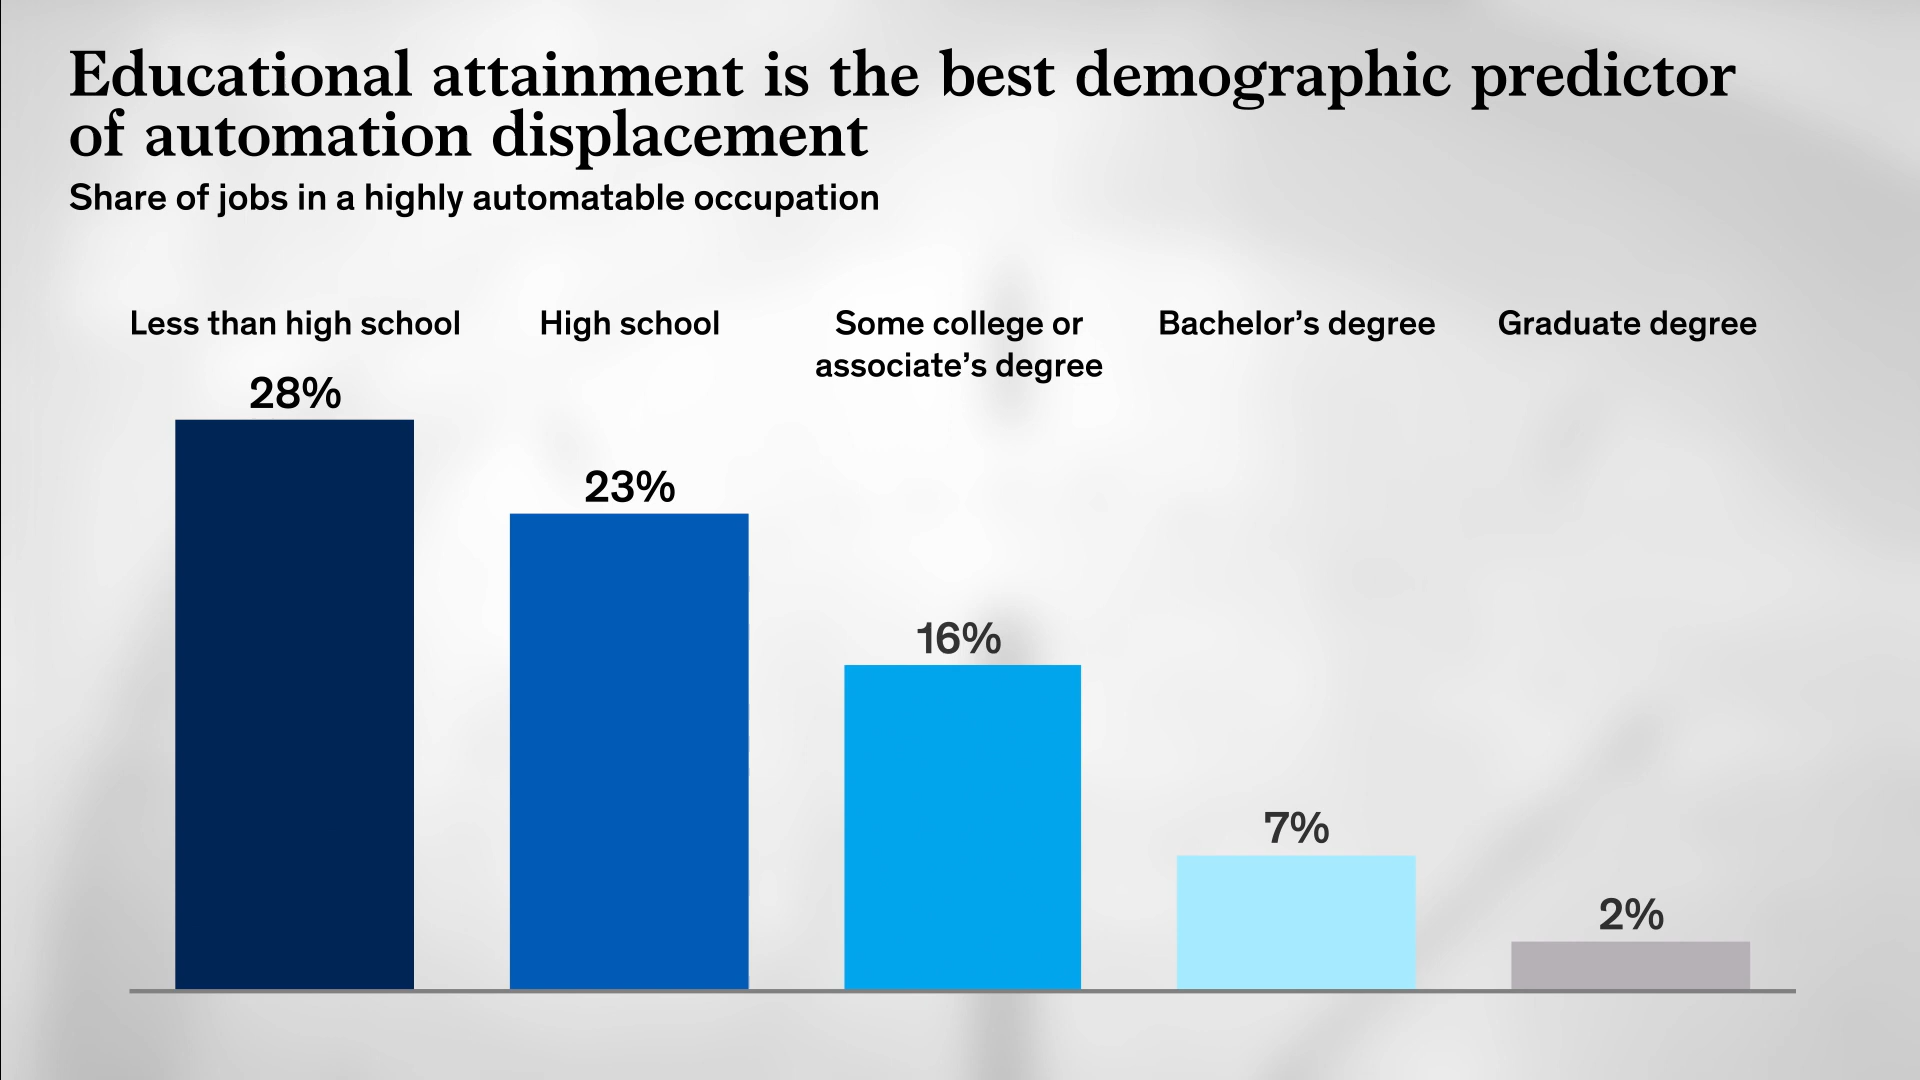 Educational attainment is the best demographic predictor
of automation displacement
Share of jobs in a highly automatable occupation
Less than high school
High school
Some college or
associate’s degree
Bachelor’s degree
Graduate degree
28%
23%
16%
7%
2%